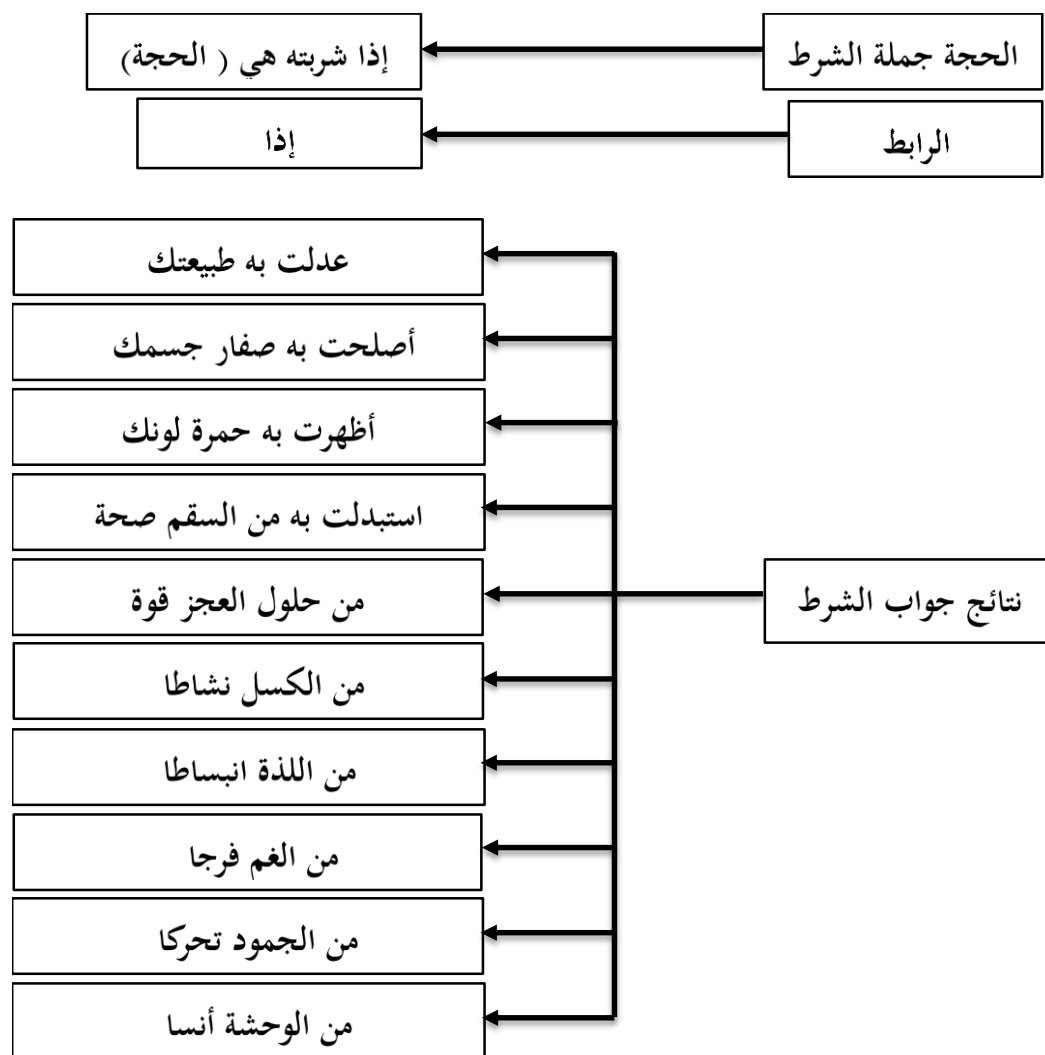 الحجة جملة الشرط
إذا شربته هي ( الحجة)
الرابط
إذا
نتائج جواب الشرط
عدلت به طبيعتك
أصلحت به صفار جسمك
أظهرت به حمرة لونك
استبدلت به من السقم صحة
من حلول العجز قوة
من الكسل نشاطا
من اللذة انبساطا
من الغم فرجا
من الجمود تحركا
من الوحشة أنسا